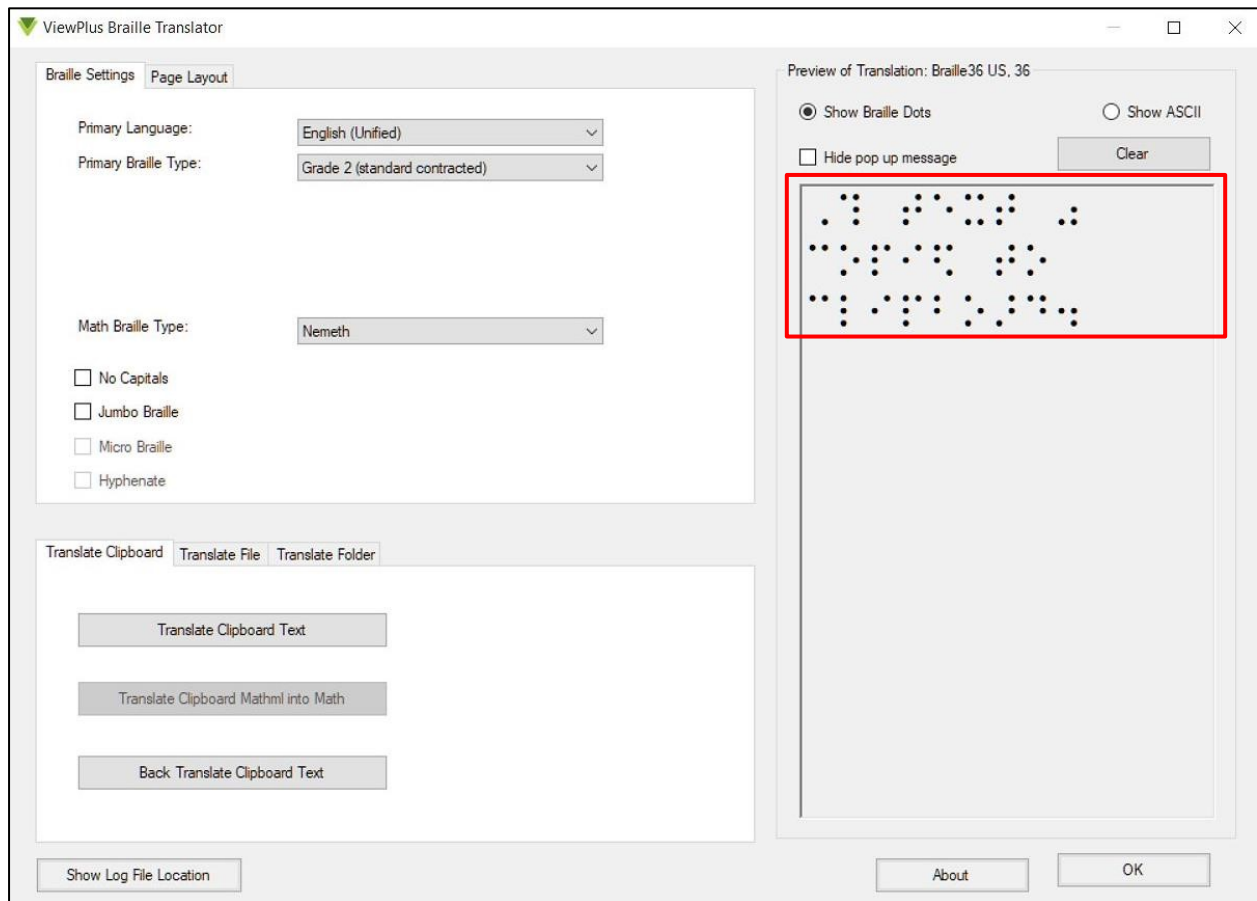 ViewPlus Braille Translator
Braille Settings
Page Layout
Primary Language:
English (Unified)
Primary Braille Type:
Grade 2 (standard contracted)
Math Braille Type:
Nemeth
No Capitals
Jumbo Braille
Micro Braille
Hyphenate
Translate Clipboard
Translate File
Translate Folder
Translate Clipboard Text
Translate Clipboard Mathml into Math
Back Translate Clipboard Text
Show Log File Location
Preview of Translation: Braille36 US, 36
Show Braille Dots
Show ASCII
Hide pop up message
Clear
⠠⠽ ⠞⠑⠭⠞ ⠴
⠉⠕⠏⠊⠫ ⠞⠕
⠉⠇⠊⠏⠃⠕⠜⠙⠲
About
OK